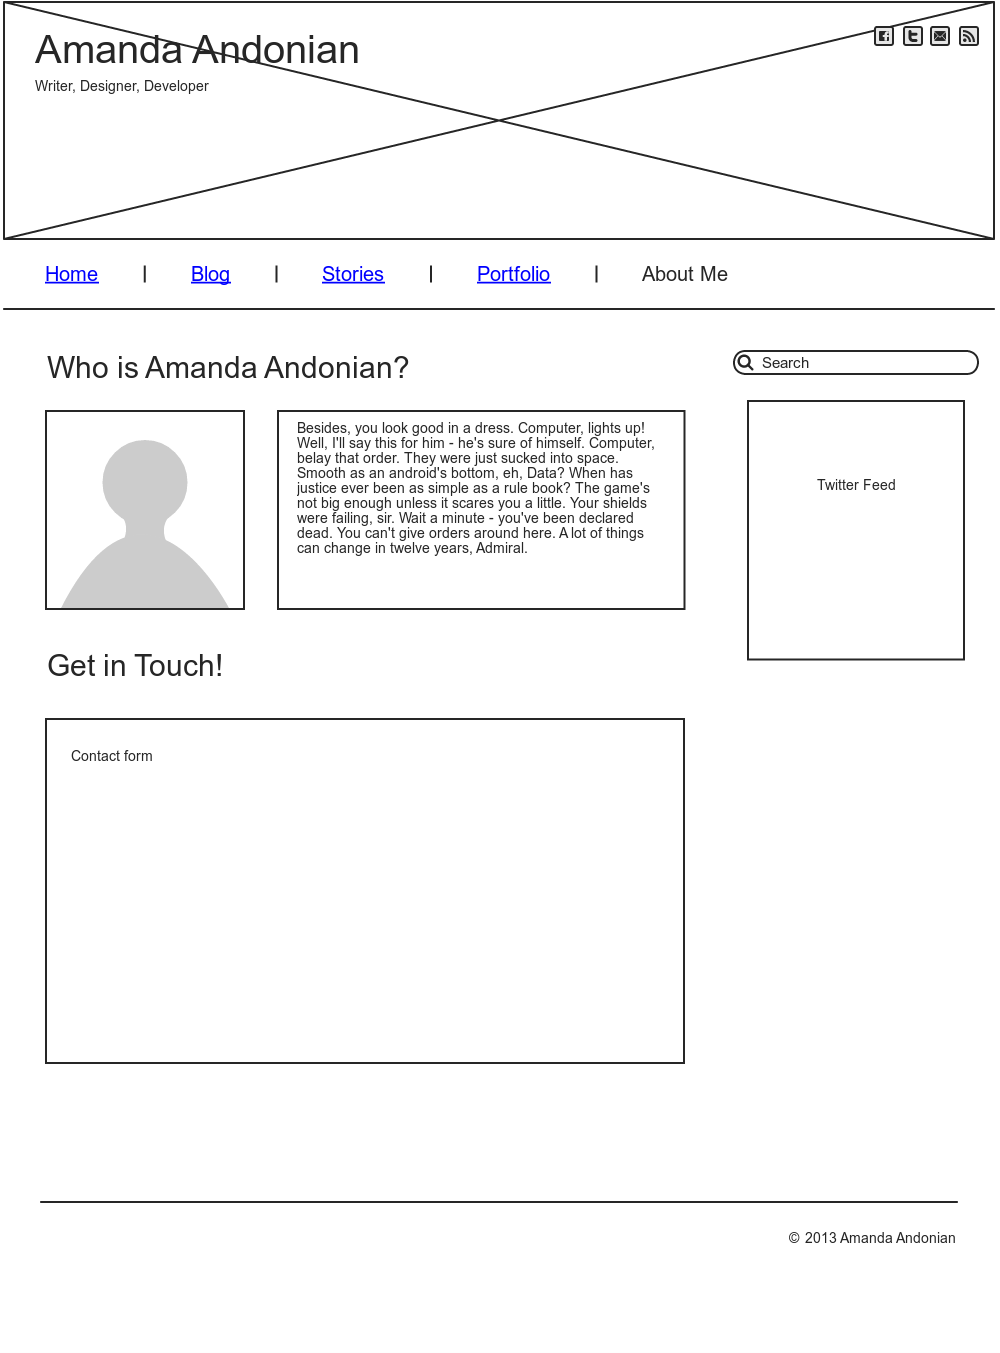 Amanda Andonian
Writer, Designer, Developer
Home | Blog | Stories | Portfolio | About Me
Who is Amanda Andonian?
Search
Besides, you look good in a dress. Computer, lights up!
Well, I'll say this for him - he's sure of himself. Computer,
belay that order. They were just sucked into space.
Smooth as an android's bottom, eh, Data? When has
justice ever been as simple as a rule book? The game's
not big enough unless it scares you a little. Your shields
were failing, sir. Wait a minute - you've been declared
dead. You can't give orders around here. A lot of things
can change in twelve years, Admiral.
Twitter Feed
Get in Touch!
Contact form
© 2013 Amanda Andonian